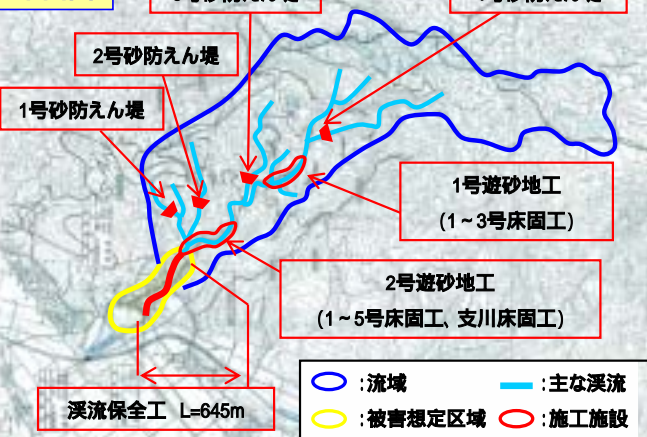 2号砂防えん堤
1号砂防えん堤
1号遊砂地工
(1~3号床固工)
2号遊砂地工
(1~5号床固工、支川床固工)
渓流保全工 L=645m
:流域
:主な渓流
:被害想定区域
:施工施設